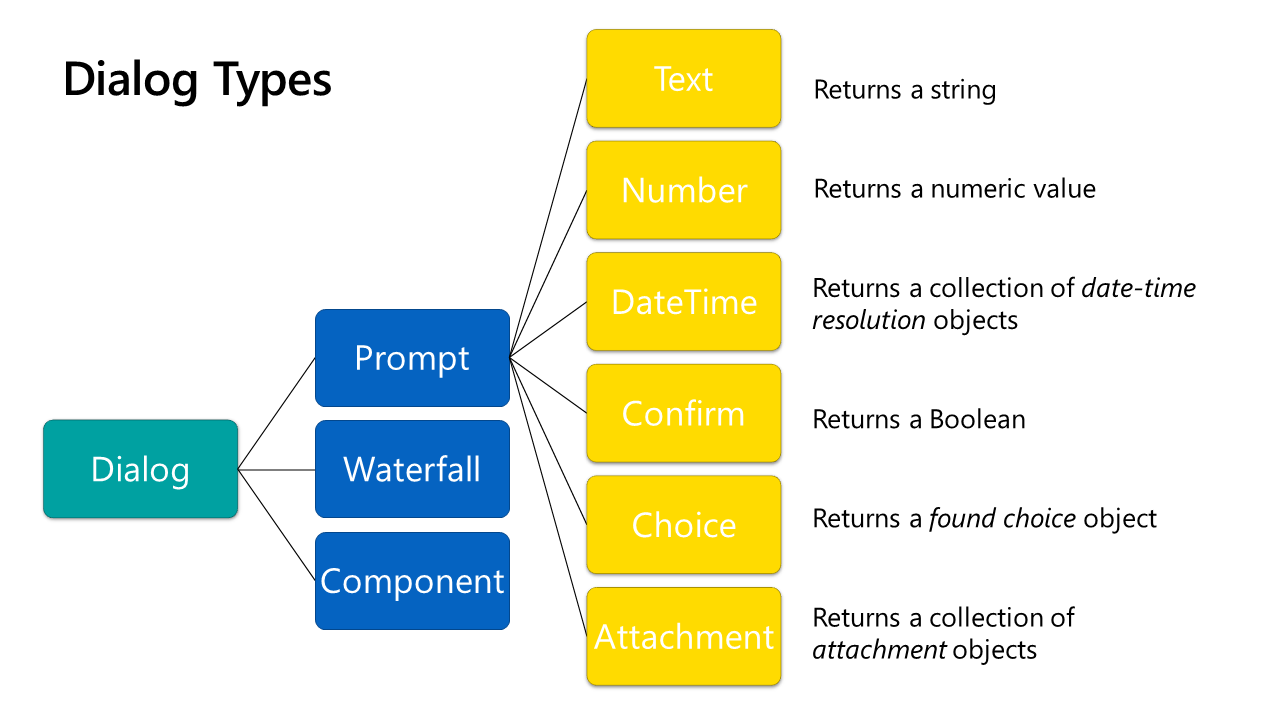 Dialog Types
Dialog
Prompt
Waterfall
Component
Text
Returns a string
Number
Returns a numeric value
DateTime
Returns a collection of date-time
resolution objects
Confirm
Returns a Boolean
Choice
Returns a found choice object
Attachment
Returns a collection of
attachment objects